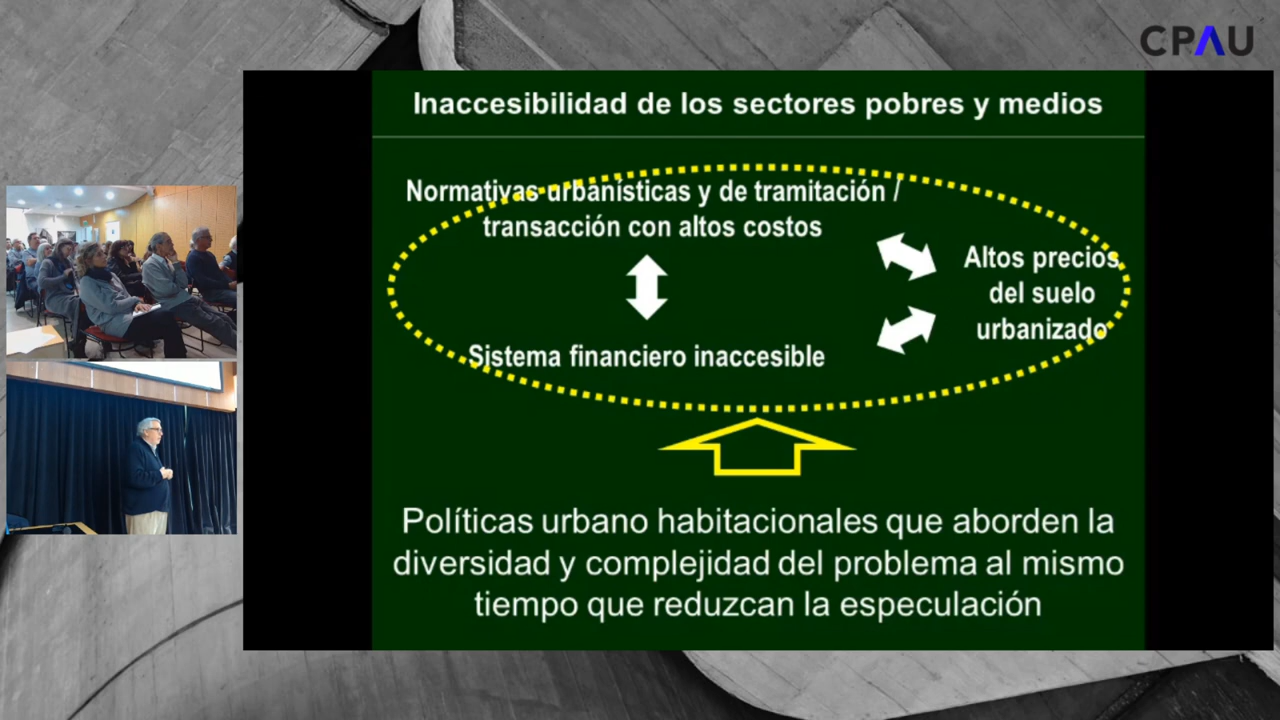 CPAU
Inaccesibilidad de los sectores pobres y medios
Normativas urbanísticas y de tramitación /
transacción con altos costos
Altos precios
del suelo
urbanizado
Sistema financiero inaccesible
Políticas urbano habitacionales que aborden la
diversidad y complejidad del problema al mismo
tiempo que reduzcan la especulación